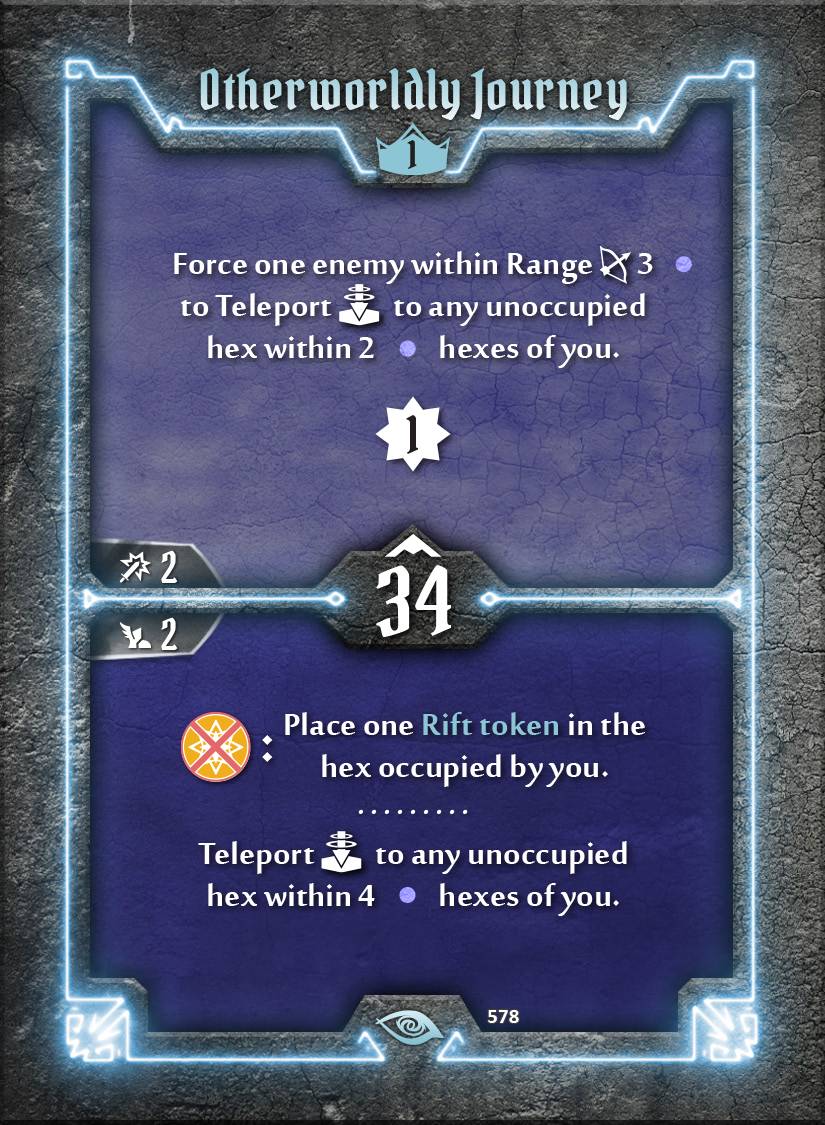 Otherworldly Journey
1
Force one enemy within Range 3
to Teleport to any unoccupied
hex within 2 hexes of you.
1
2
34
2
: Place one Rift token in the
hex occupied by you.
.........
Teleport to any unoccupied
hex within 4 hexes of you.
578